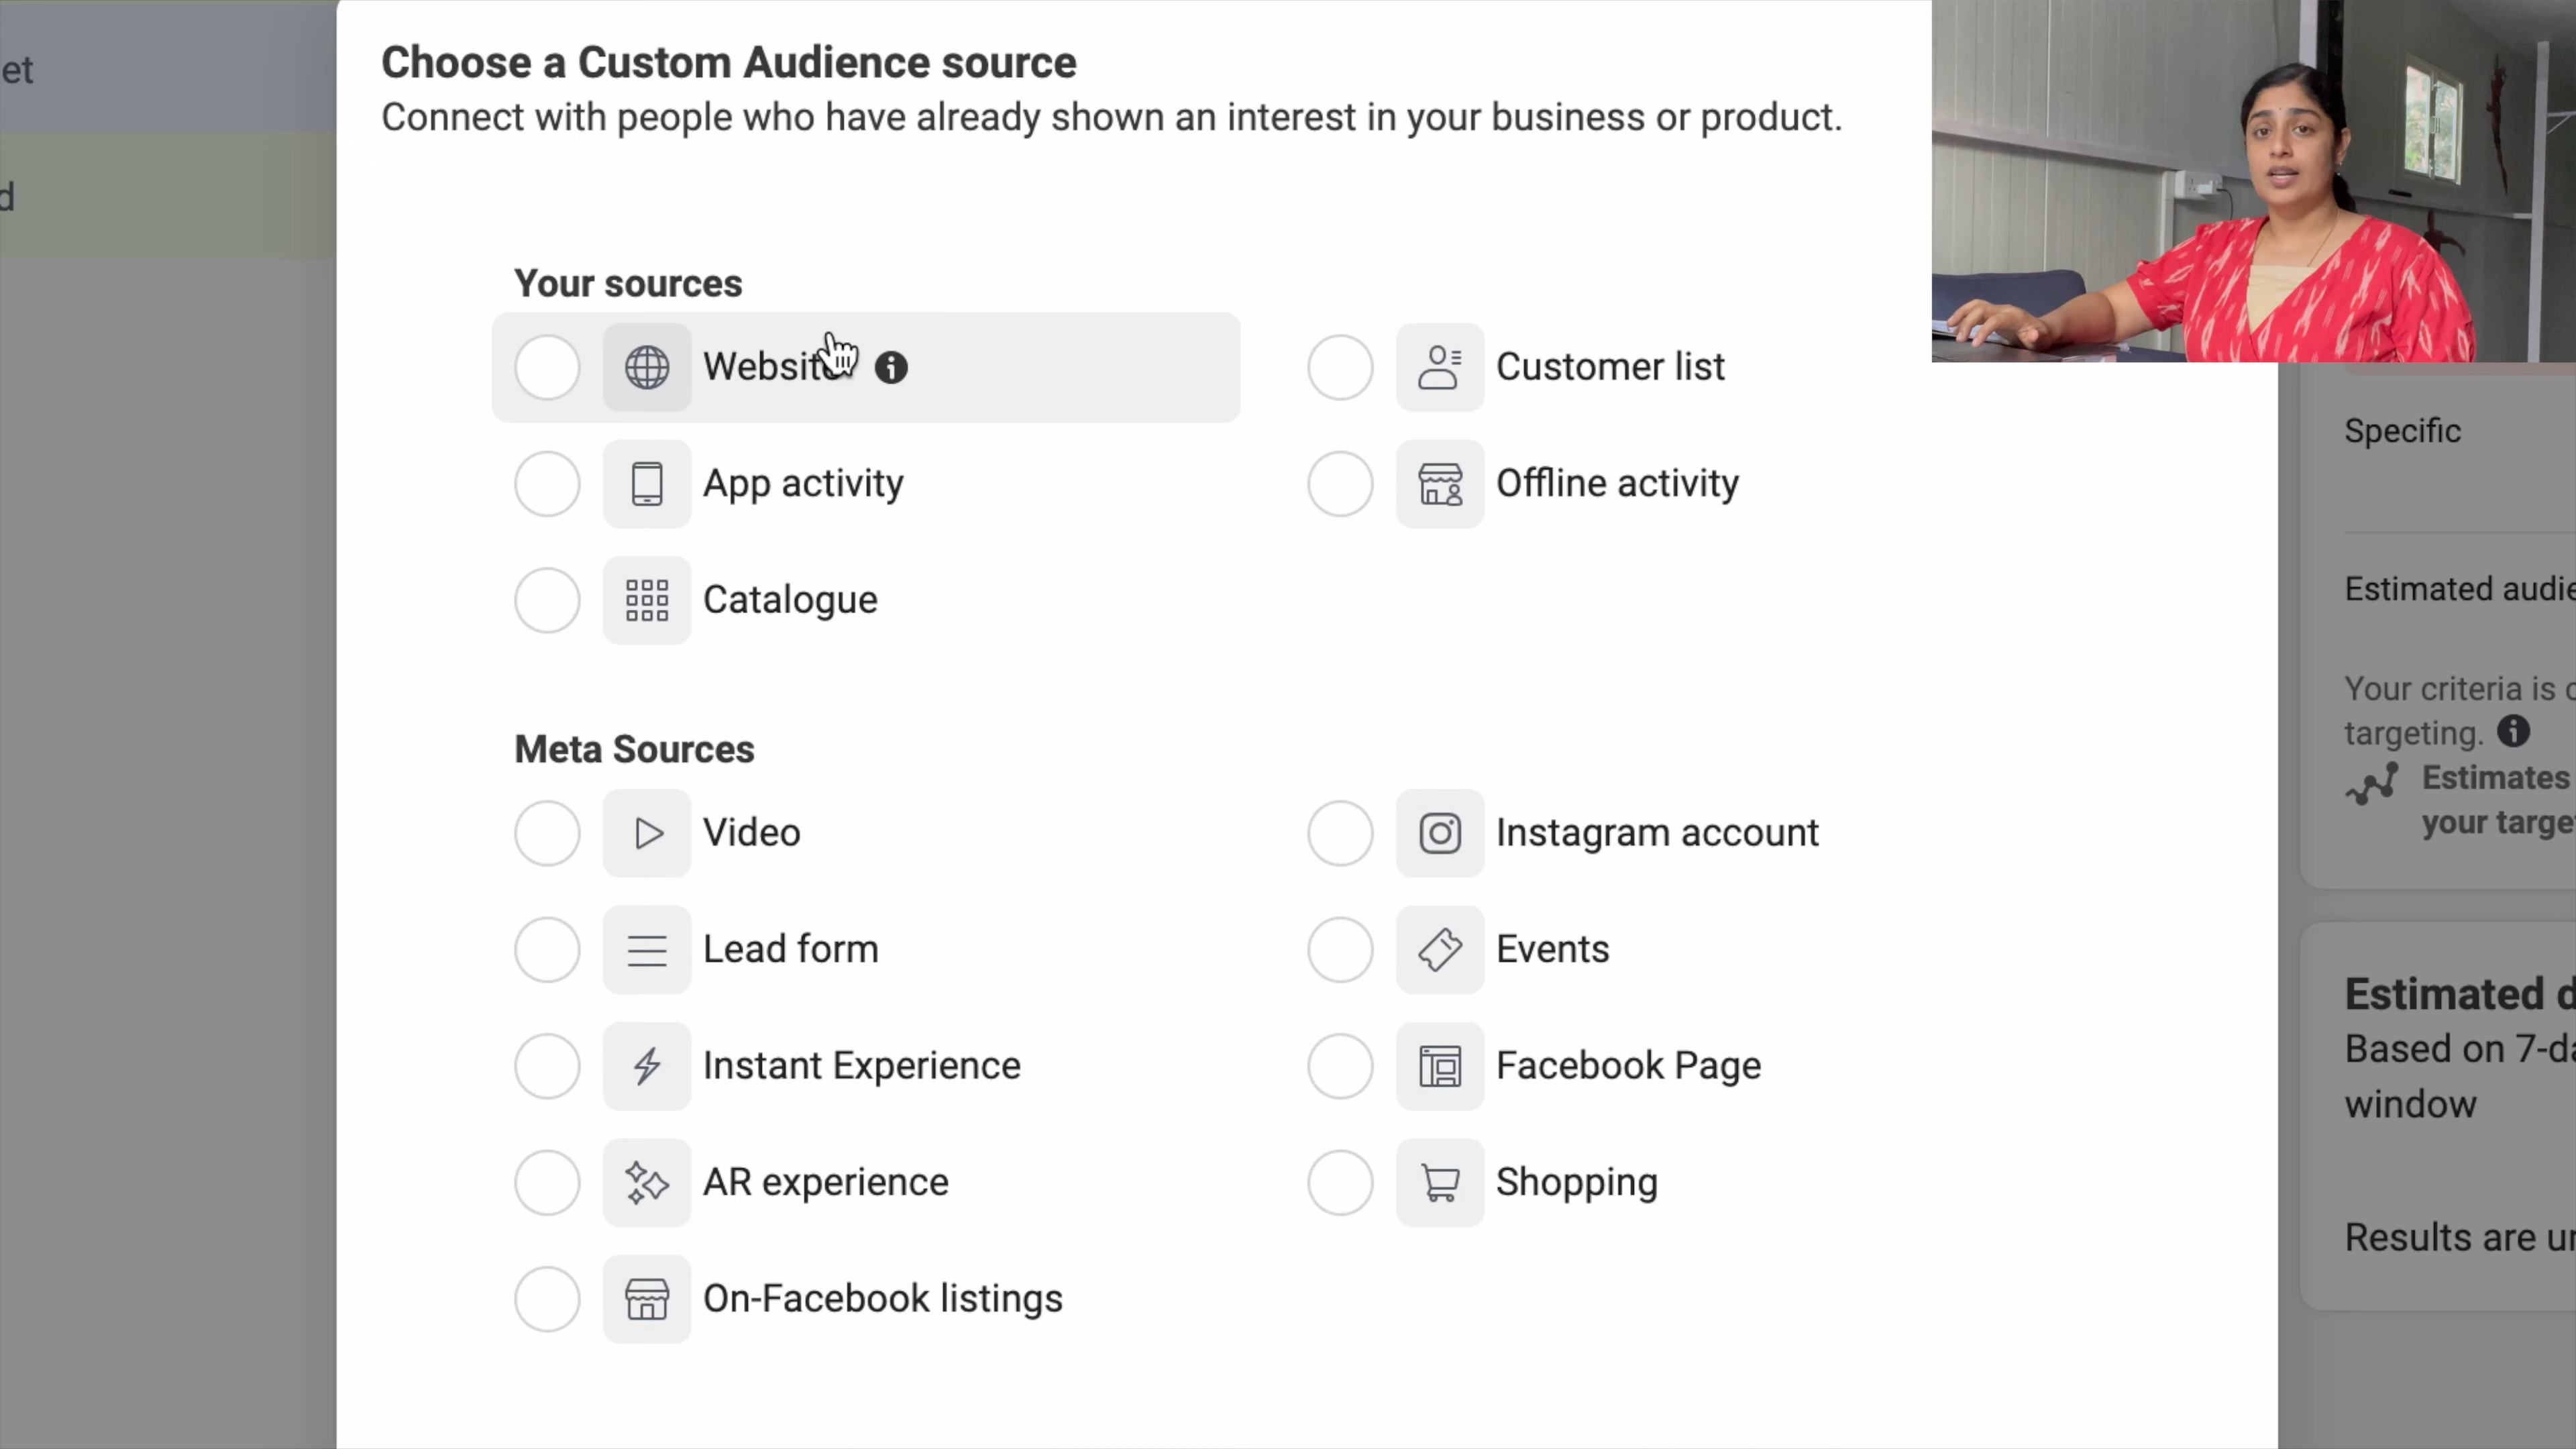 et
d
Choose a Custom Audience source
Connect with people who have already shown an interest in your business or product.
Your sources
Website
Customer list
App activity
Offline activity
Catalogue
Meta Sources
Video
Instagram account
Lead form
Events
Instant Experience
Facebook Page
AR experience
Shopping
On-Facebook listings
Specific
Estimated audie
Your criteria is c
targeting.
Estimates
your targe
Estimated d
Based on 7-da
window
Results are un